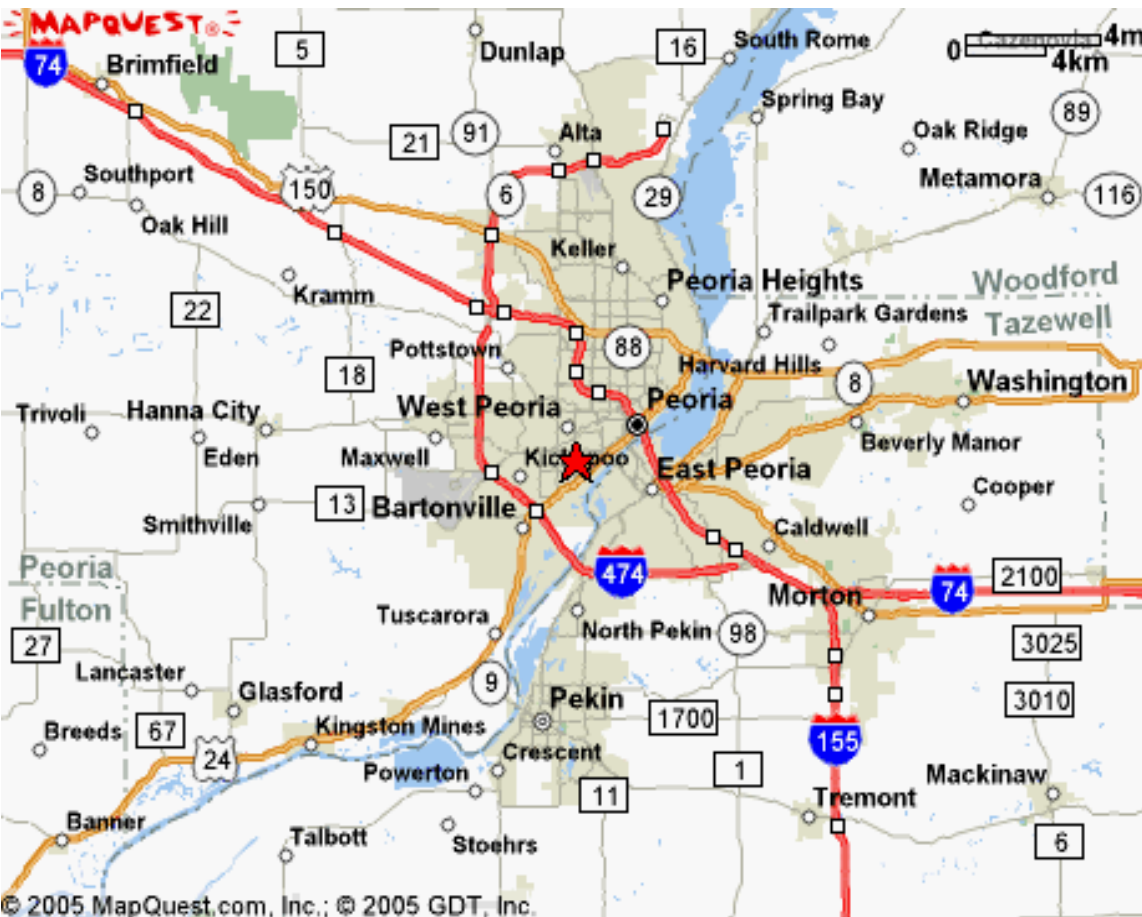 MAPQUEST®
5
Dunlap
16
South Rome
0
Cazenovia
4m
4km
74
Brimfield
91
Spring Bay
89
21
Alta
Oak Ridge
Southport
Metamora
8
150
6
29
116
Oak Hill
Keller
Kramm
Peoria Heights
Woodford
22
Trailpark Gardens
Tazewell
Pottstown
88
Harvard Hills
18
8
Washington
Trivoli
Hanna City
West Peoria
Peoria
Eden
Maxwell
Beverly Manor
East Peoria
13
Bartonville
Cooper
Smithville
Caldwell
Peoria
474
74
2100
Fulton
Morton
Tuscarora
North Pekin
98
27
3025
Lancaster
9
Glasford
Pekin
3010
Breeds
67
Kingston Mines
1700
24
Crescent
155
Powerton
1
Mackinaw
11
Tremont
Banner
Talbott
Stoehrs
6
© 2005 MapQuest.com, Inc.; © 2005 GDT, Inc.